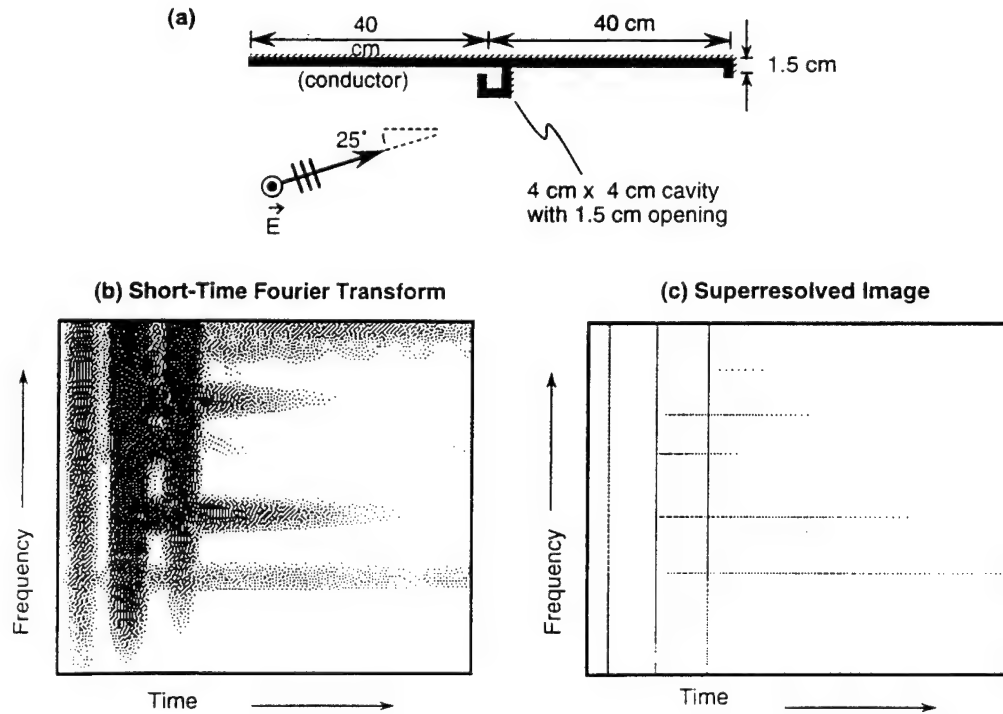 (a)
40
cm
40 cm
1.5 cm
(conductor)
25°
E
4 cm x 4 cm cavity
with 1.5 cm opening
(b) Short-Time Fourier Transform
(c) Superresolved Image
Frequency
Frequency
Time
Time